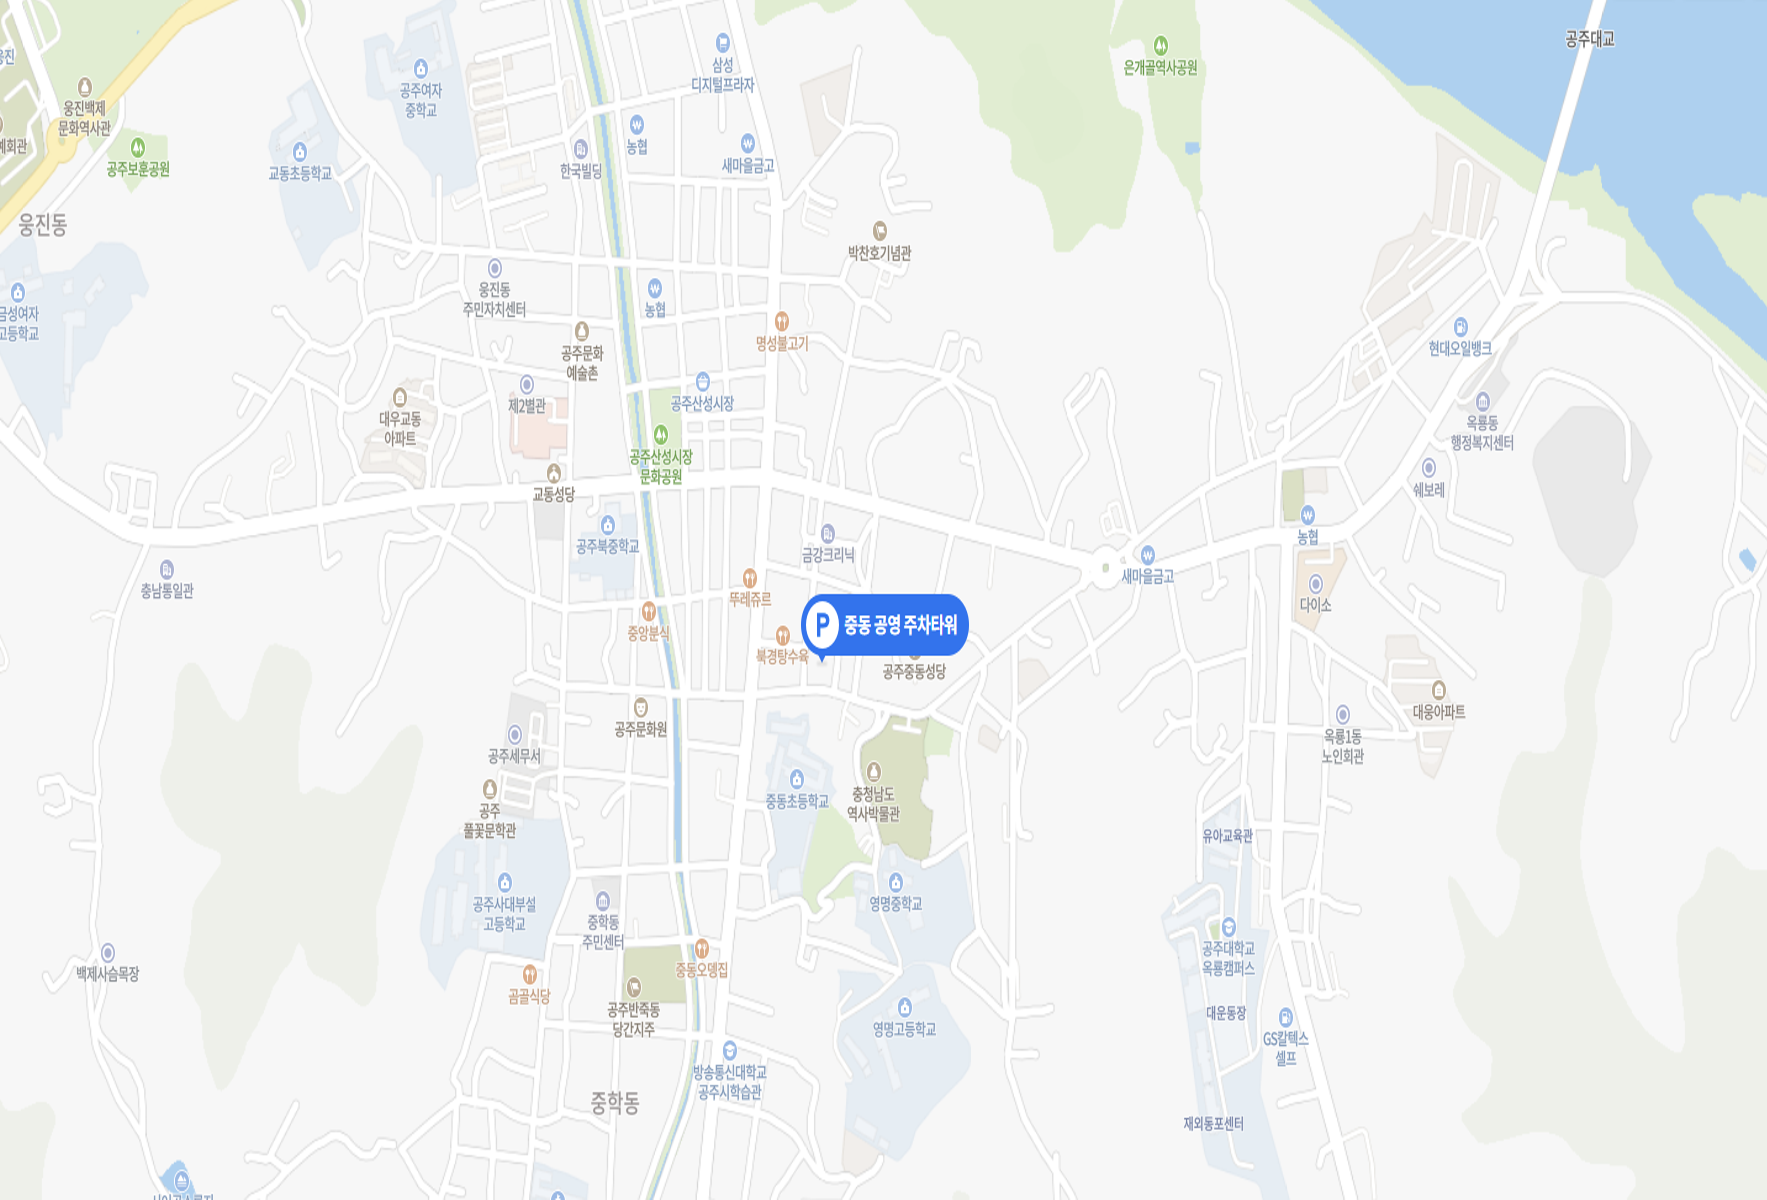 공주대교
삼성
디지털프라자
은개골역사공원
공주여자
중학교
웅진
웅진백제
문화역사관
예회관
공주보훈공원
교동초등학교
한국빌딩
농협
새마을금고
웅진동
박찬호기념관
금성여자
고등학교
웅진동
주민자치센터
농협
명성불고기
공주문화
예술촌
현대오일뱅크
제2별관
공주산성시장
대우교동
아파트
옥룡동
행정복지센터
공주산성시장
문화공원
교동성당
쉐보레
공주북중학교
금강크리닉
농협
새마을금고
충남통일관
뚜레쥬르
다이소
중앙분식
P 중동 공영 주차타워
북경탕수육
공주중동성당
공주문화원
대웅아파트
공주세무서
옥룡1동
노인회관
중동초등학교
충청남도
역사박물관
공주
풀꽃문학관
유아교육관
공주사대부설
고등학교
영명중학교
중학동
주민센터
공주대학교
옥룡캠퍼스
백제사슴목장
중동오뎅집
곰골식당
공주반죽동
당간지주
영명고등학교
대운동장
GS칼텍스
셀프
방송통신대학교
공주시학습관
중학동
재외동포센터